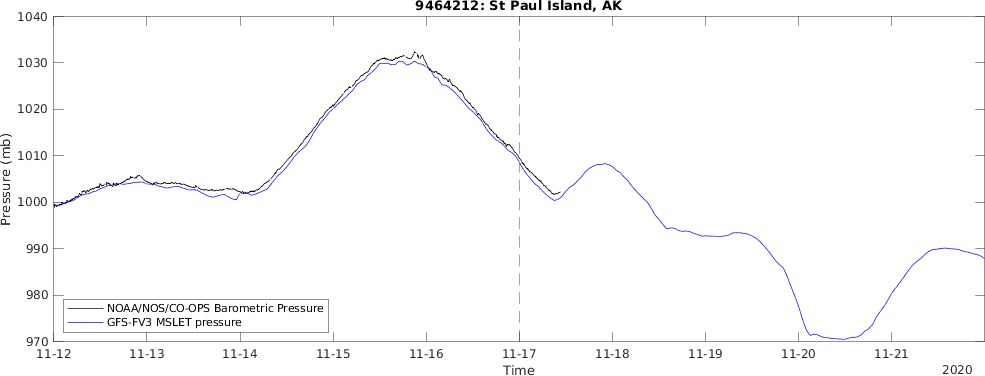 9464212: St Paul Island, AK
1040
1030
1020
1010
1000
990
980
970
Pressure (mb)
NOAA/NOS/CO-OPS Barometric Pressure
GFS-FV3 MSLET pressure
11-12 11-13 11-14 11-15 11-16 11-17 11-18 11-19 11-20 11-21
Time
2020